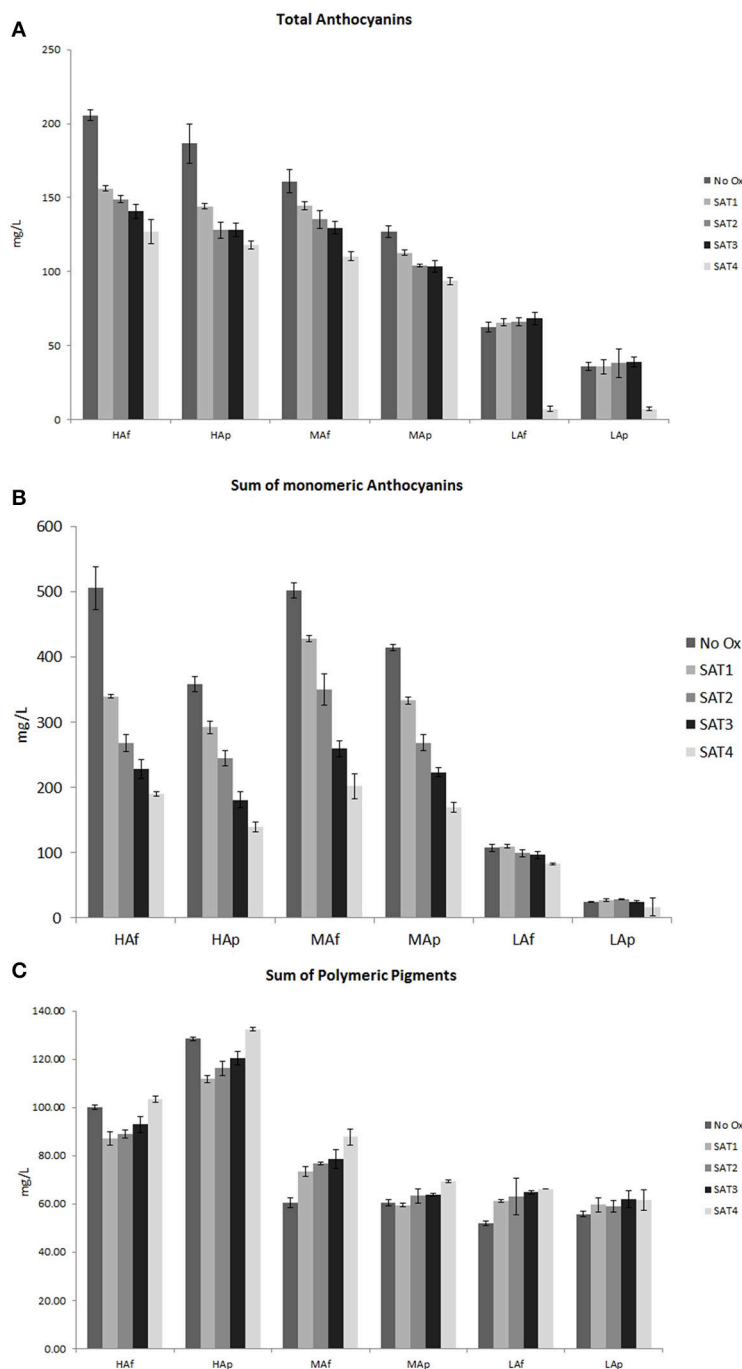 A
Total Anthocyanins
250
200
150
100
50
0
mg/L
HAf HAp MAf MAp LAf LAp
No Ox
SAT1
SAT2
SAT3
SAT4
B
Sum of monomeric Anthocyanins
600
500
400
300
200
100
0
mg/L
HAf HAp MAf MAp LAf LAp
No Ox
SAT1
SAT2
SAT3
SAT4
C
Sum of Polymeric Pigments
140.00
120.00
100.00
80.00
60.00
40.00
20.00
0.00
mg/L
HAf HAp MAf MAp LAf LAp
No Ox
SAT1
SAT2
SAT3
SAT4